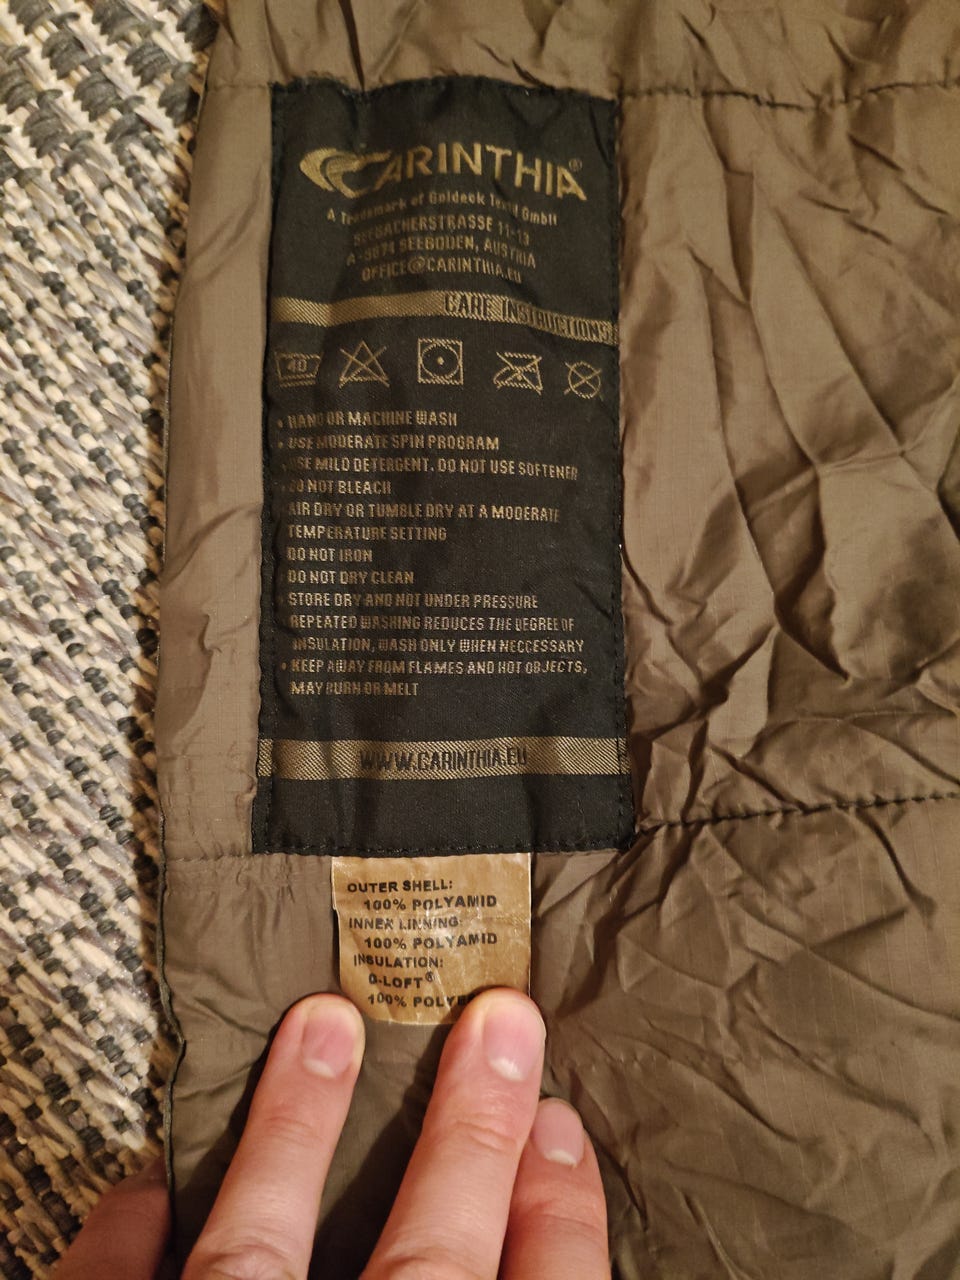 CARINTHIA®
A Trademark of Goldeck Textil GmbH
SEEBACHERSTRASSE 11-13
A-9871 SEEBODEN, AUSTRIA
OFFICE@CARINTHIA.EU
CARE INSTRUCTIONS
40
• HAND OR MACHINE WASH
• USE MODERATE SPIN PROGRAM
• USE MILD DETERGENT. DO NOT USE SOFTENER
• DO NOT BLEACH
AIR DRY OR TUMBLE DRY AT A MODERATE
TEMPERATURE SETTING
DO NOT IRON
DO NOT DRY CLEAN
STORE DRY AND NOT UNDER PRESSURE
REPEATED WASHING REDUCES THE DEGREE OF
INSULATION, WASH ONLY WHEN NECCESSARY
• KEEP AWAY FROM FLAMES AND HOT OBJECTS,
MAY BURN OR MELT
WWW.CARINTHIA.EU
OUTER SHELL:
100% POLYAMID
INNER LINNING:
100% POLYAMID
INSULATION:
G-LOFT®
100%